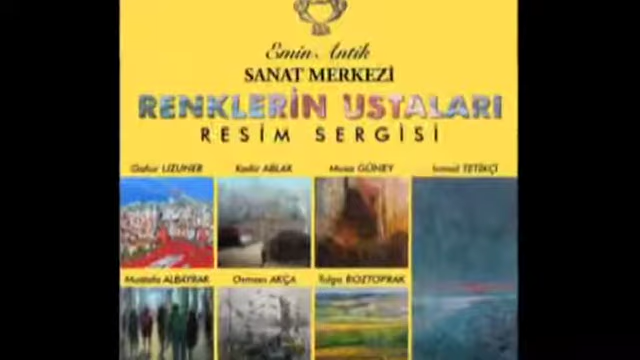 Emin Antik
SANAT MERKEZİ
RENKLERİN USTALARI
RESİM SERGİSİ
Gafur UZUNER Kadir ABLAK Musa GÜNEY İsmail TETİKÇİ
Mustafa ALBAYRAK Osman AKÇA Tolga BOZTOPRAK